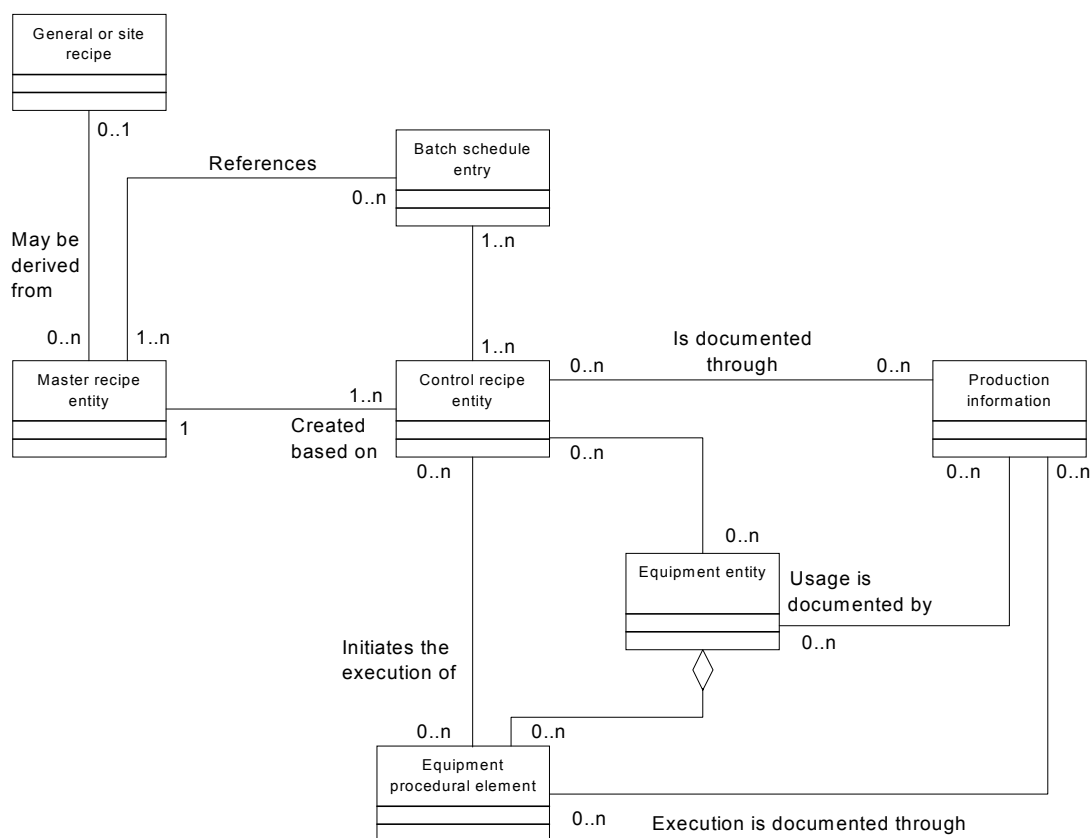 General or site
recipe
0..1
Batch schedule
entry
References
0..n
1..n
May be
derived
from
0..n
1..n
1..n
Is documented
through
0..n
0..n
Master recipe
entity
Control recipe
entity
Production
information
1..n
1
Created
based on
0..n
0..n
0..n
0..n
0..n
Equipment entity
Usage is
documented by
0..n
Initiates the
execution of
0..n
0..n
Equipment
procedural element
0..n
Execution is documented through